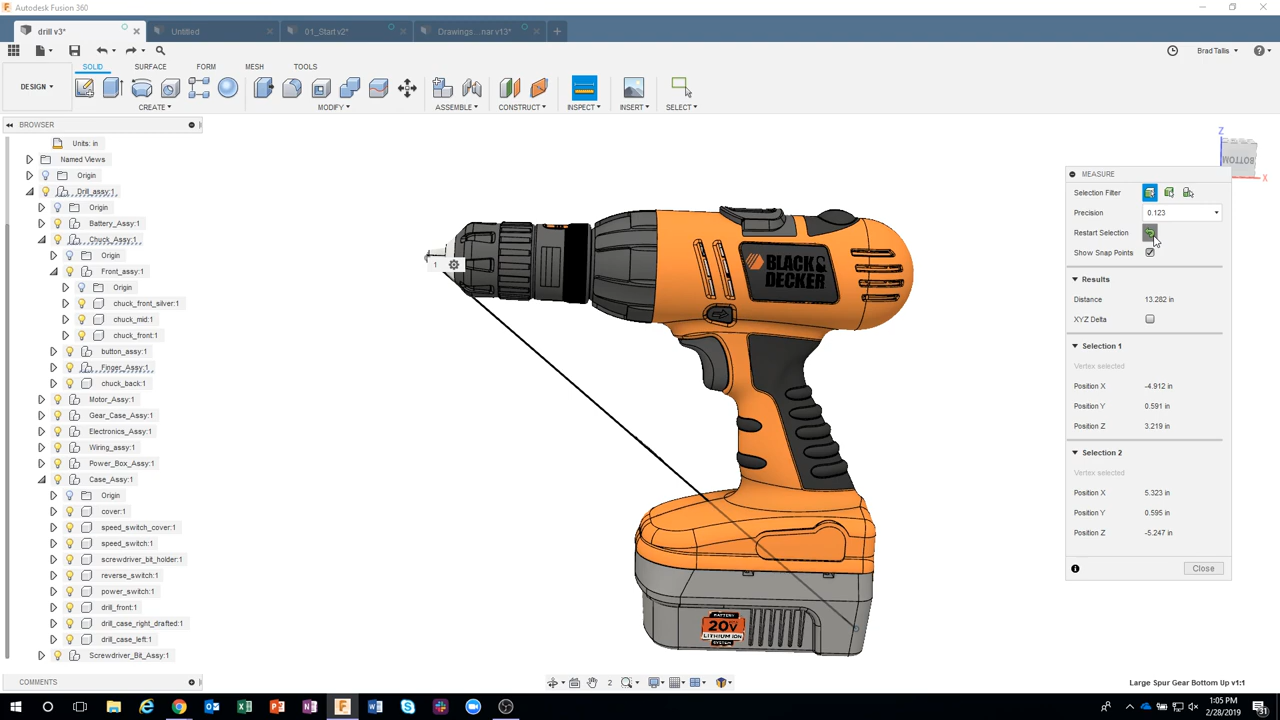 Autodesk Fusion 360
drill v3*
Untitled
01_Start v2*
Drawings...nar v13*
Brad Tallis
SOLID
SURFACE
FORM
MESH
TOOLS
DESIGN
CREATE
MODIFY
ASSEMBLE
CONSTRUCT
INSPECT
INSERT
SELECT
BROWSER
Units: in
Named Views
Origin
Drill_assy:1
Origin
Battery_Assy:1
Chuck_Assy:1
Origin
Front_assy:1
Origin
chuck_front_silver:1
chuck_mid:1
chuck_front:1
button_assy:1
Finger_Assy:1
chuck_back:1
Motor_Assy:1
Gear_Case_Assy:1
Electronics_Assy:1
Wiring_assy:1
Power_Box_Assy:1
Case_Assy:1
Origin
cover:1
speed_switch_cover:1
speed_switch:1
screwdriver_bit_holder:1
reverse_switch:1
power_switch:1
drill_front:1
drill_case_right_drafted:1
drill_case_left:1
Screwdriver_Bit_Assy:1
COMMENTS
1
BLACK&
DECKER
BATTERY
20V
LITHIUM ION
SYSTEM
Z
BOTTOM
X
MEASURE
Selection Filter
Precision 0.123
Restart Selection
Show Snap Points
Results
Distance 13.282 in
XYZ Delta
Selection 1
Vertex selected
Position X -4.912 in
Position Y 0.591 in
Position Z 3.219 in
Selection 2
Vertex selected
Position X 5.323 in
Position Y 0.595 in
Position Z -5.247 in
Close
2
Large Spur Gear Bottom Up v1:1
1:05 PM
2/28/2019
31